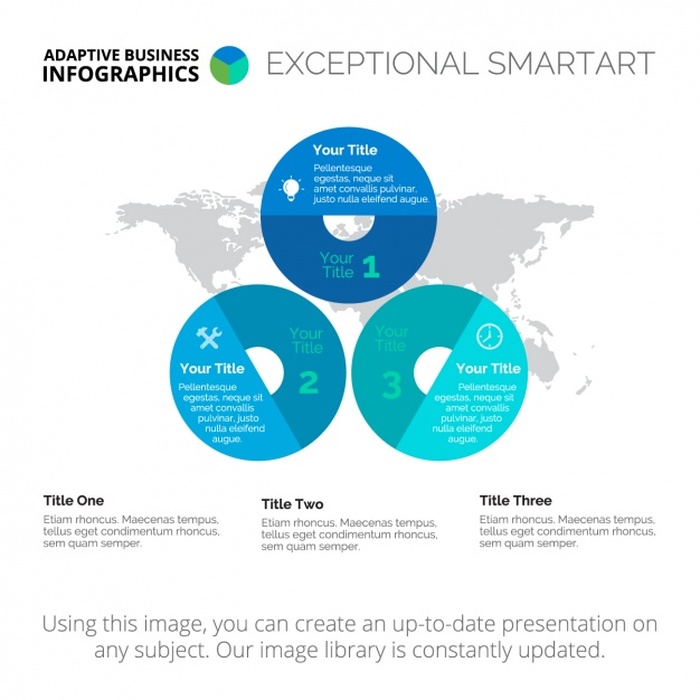 ADAPTIVE BUSINESS
INFOGRAPHICS
EXCEPTIONAL SMARTART
Your Title
Pellentesque
egestas, neque sit
amet convallis pulvinar,
justo nulla eleifend augue.
Your
Title
1
Your Title
Pellentesque
egestas, neque sit
amet convallis
pulvinar, justo
nulla eleifend
augue.
Your
Title
2
Your
Title
3
Your Title
Pellentesque
egestas, neque sit
amet convallis
pulvinar, justo
nulla eleifend
augue.
Title One
Etiam rhoncus. Maecenas tempus,
tellus eget condimentum rhoncus,
sem quam semper.
Title Two
Etiam rhoncus. Maecenas tempus,
tellus eget condimentum rhoncus,
sem quam semper.
Title Three
Etiam rhoncus. Maecenas tempus,
tellus eget condimentum rhoncus,
sem quam semper.
Using this image, you can create an up-to-date presentation on
any subject. Our image library is constantly updated.